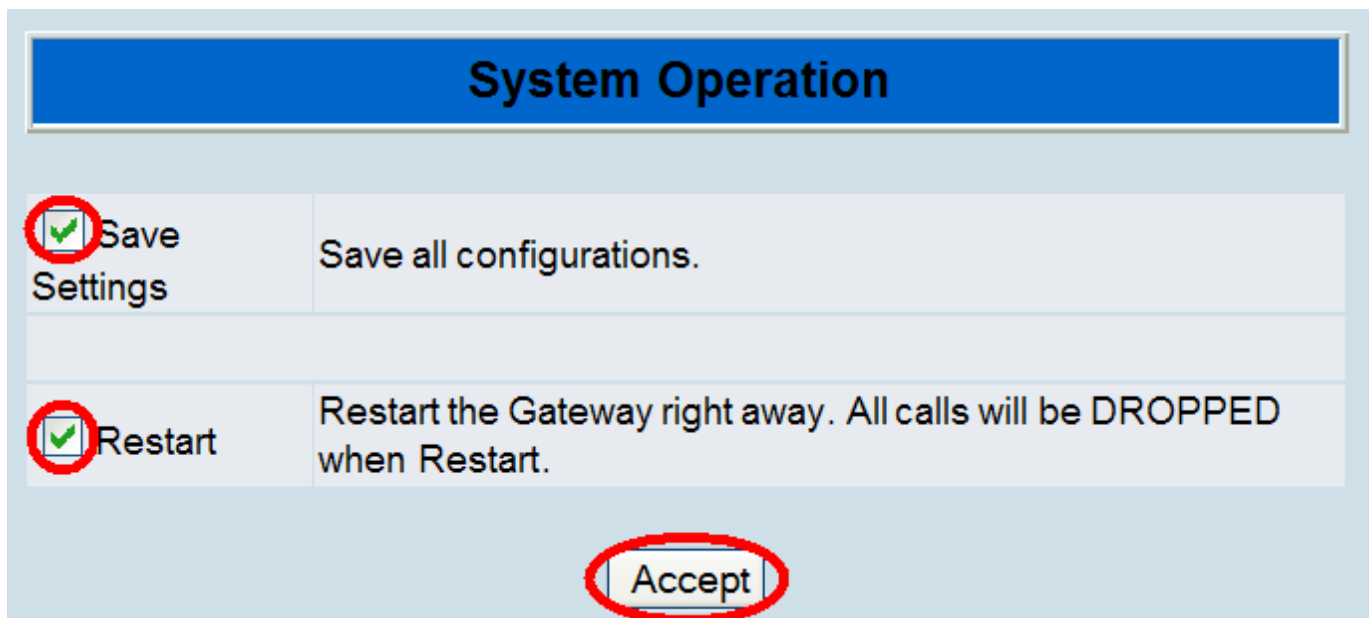 System Operation
Save
Settings
Save all configurations.
Restart
Restart the Gateway right away. All calls will be DROPPED
when Restart.
Accept